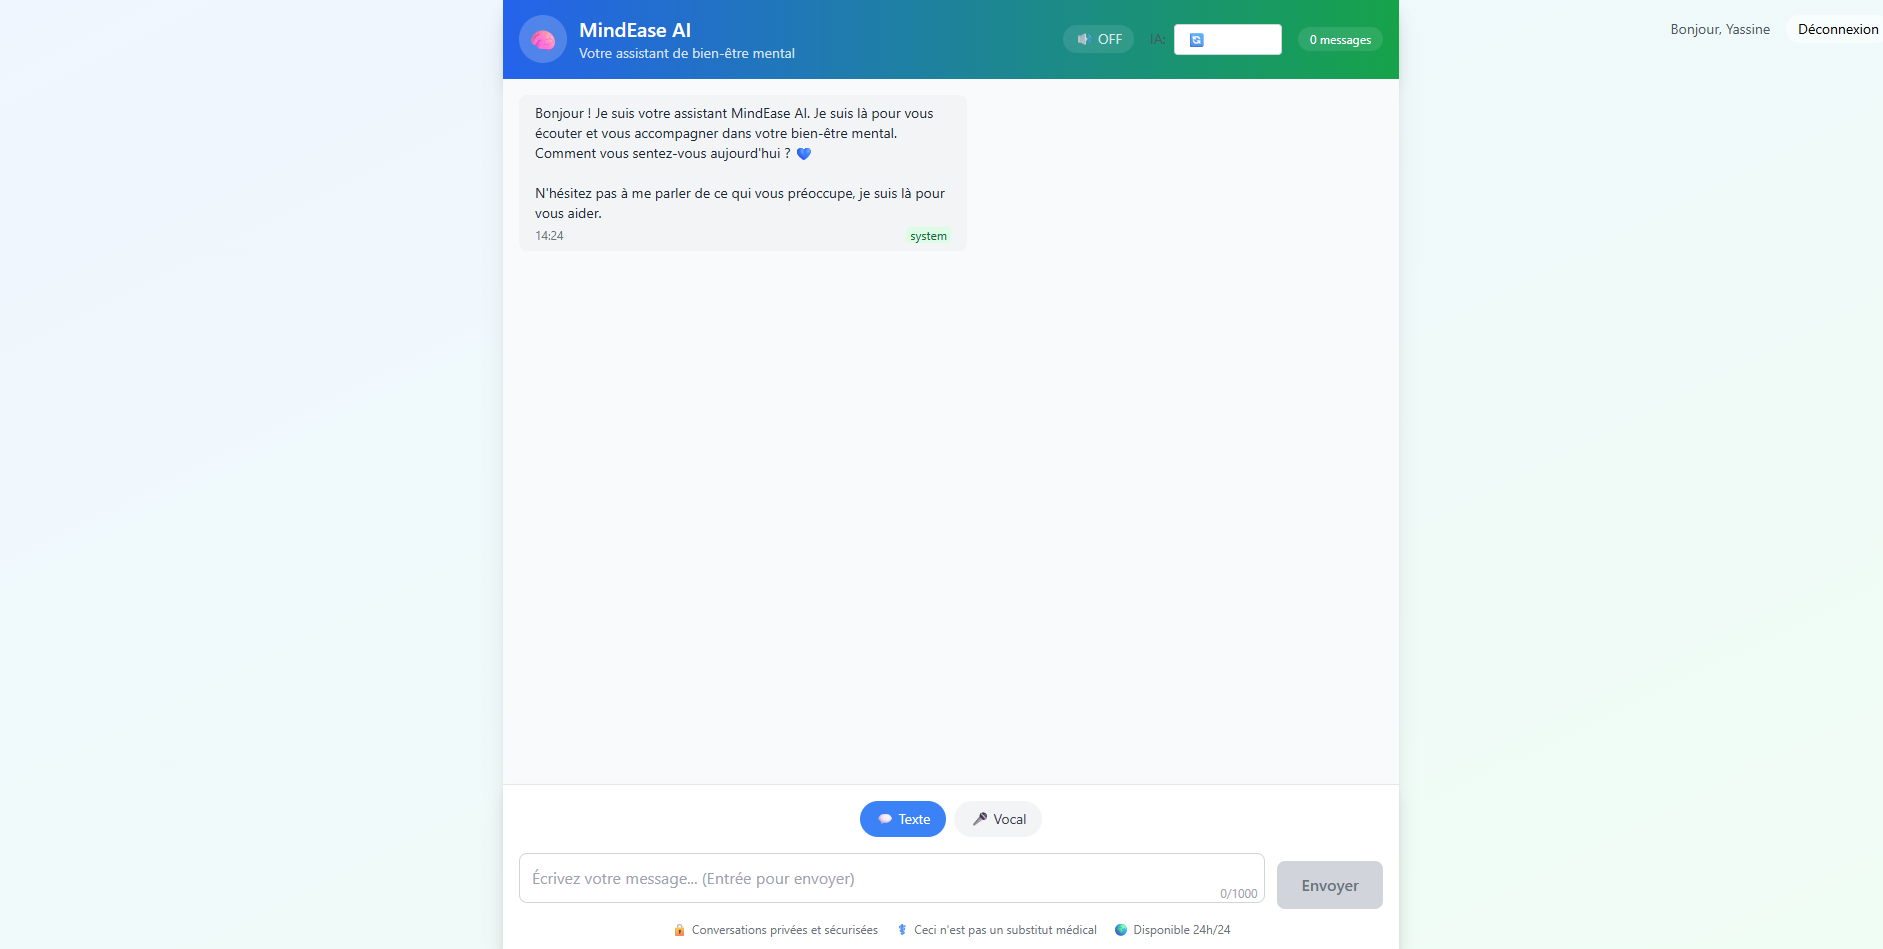 MindEase AI
Votre assistant de bien-être mental
OFF
IA:
0 messages
Bonjour, Yassine
Déconnexion
Bonjour ! Je suis votre assistant MindEase AI. Je suis là pour vous
écouter et vous accompagner dans votre bien-être mental.
Comment vous sentez-vous aujourd'hui ? 💙
N'hésitez pas à me parler de ce qui vous préoccupe, je suis là pour
vous aider.
14:24
system
Texte
Vocal
Écrivez votre message... (Entrée pour envoyer)
0/1000
Envoyer
Conversations privées et sécurisées
Ceci n'est pas un substitut médical
Disponible 24h/24